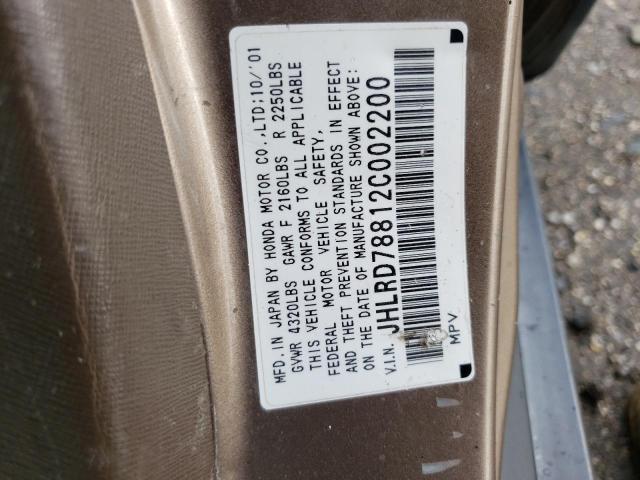 MFD.IN JAPAN BY HONDA MOTOR CO.,LTD;10/'01
GVWR 4320LBS GAWR F 2160LBS R 2250LBS
THIS VEHICLE CONFORMS TO ALL APPLICABLE
FEDERAL MOTOR VEHICLE SAFETY,
AND THEFT PREVENTION STANDARDS IN EFFECT
ON THE DATE OF MANUFACTURE SHOWN ABOVE:
V.I.N. JHLRD78812C002200
MPV